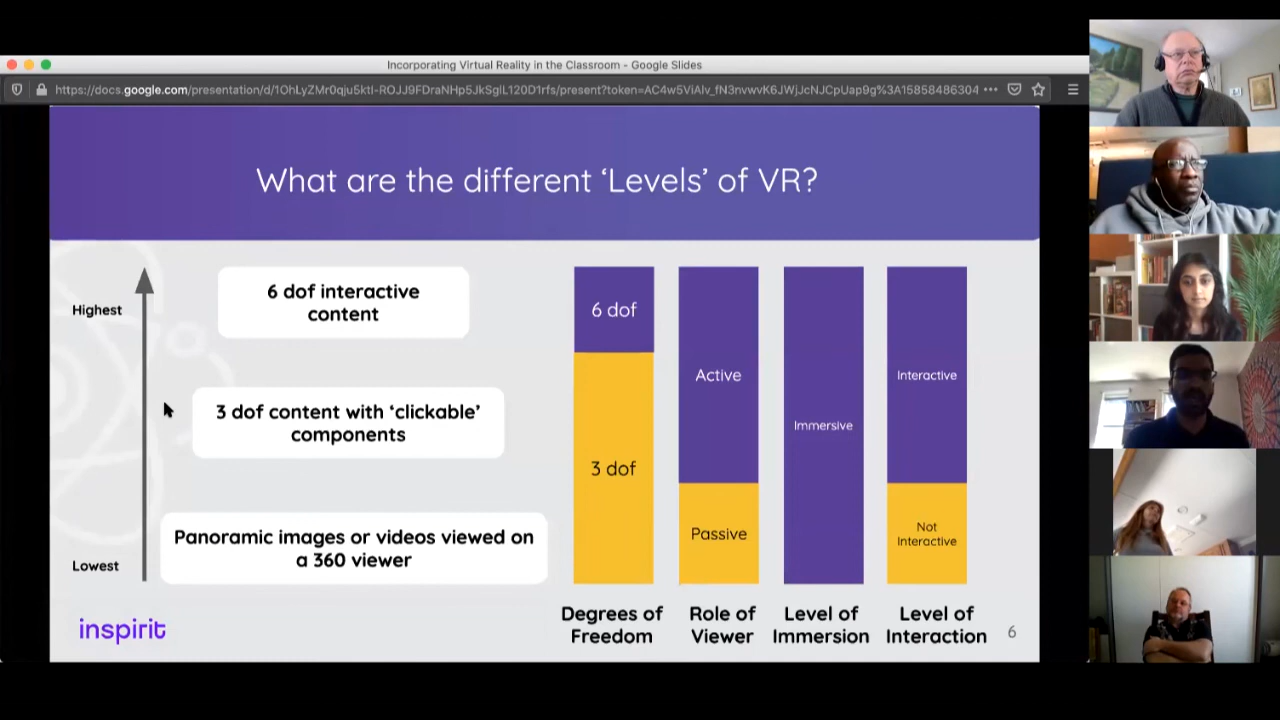 Incorporating Virtual Reality in the Classroom - Google Slides
What are the different ‘Levels’ of VR?
Highest
6 dof interactive
content
3 dof content with ‘clickable’
components
Panoramic images or videos viewed on
a 360 viewer
Lowest
6 dof
3 dof
Active
Passive
Immersive
Interactive
Not
Interactive
Degrees of
Freedom
Role of
Viewer
Level of
Immersion
Level of
Interaction
inspirit
6